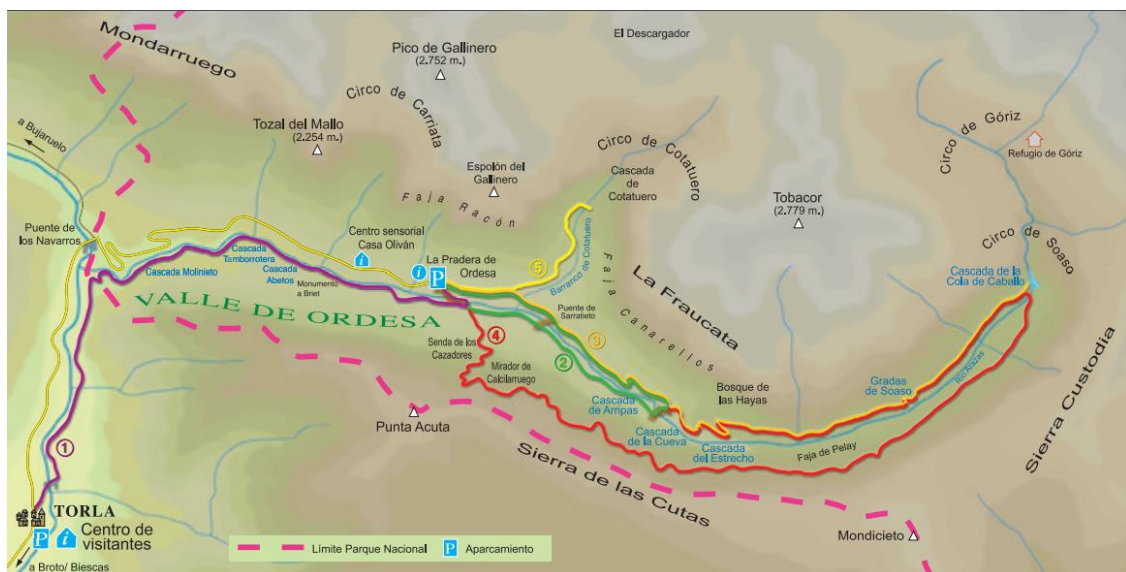 Mondarruego
Pico de Gallinero
(2.752 m.)
El Descargador
Circo de Carriata
Tozal del Mallo
(2.254 m.)
a Bujaruelo
Espolón del
Gallinero
Circo de Cotatuero
Cascada
de
Cotatuero
Circo de Góriz
Refugio de Góriz
Faja Racón
Tobacor
(2.779 m.)
Puente de
los Navarros
Centro sensorial
Casa Oliván
i
i
La Pradera de
Ordesa
P
5
Barranco de Cotatuero
Faja Canarellos
La Fraucata
Circo de Soaso
Cascada de la
Cola de Caballo
Cascada
Tamborrotera
Cascada Molinieto
Cascada
Abetos
Monumento
a Briet
VALLE DE ORDESA
Puente de
Sarratieto
4
3
2
Senda de los
Cazadores
Mirador de
Calcilarruego
Punta Acuta
Cascada
de Arripas
Cascada
de la Cueva
Cascada
del Estrecho
Bosque de
las Hayas
Gradas
de Soaso
Río Arazas
Faja de Pelay
Sierra Custodia
Sierra de las Cutas
Mondicieto
1
TORLA
P
i
Centro de
visitantes
a Broto/ Biescas
Límite Parque Nacional
P
Aparcamiento